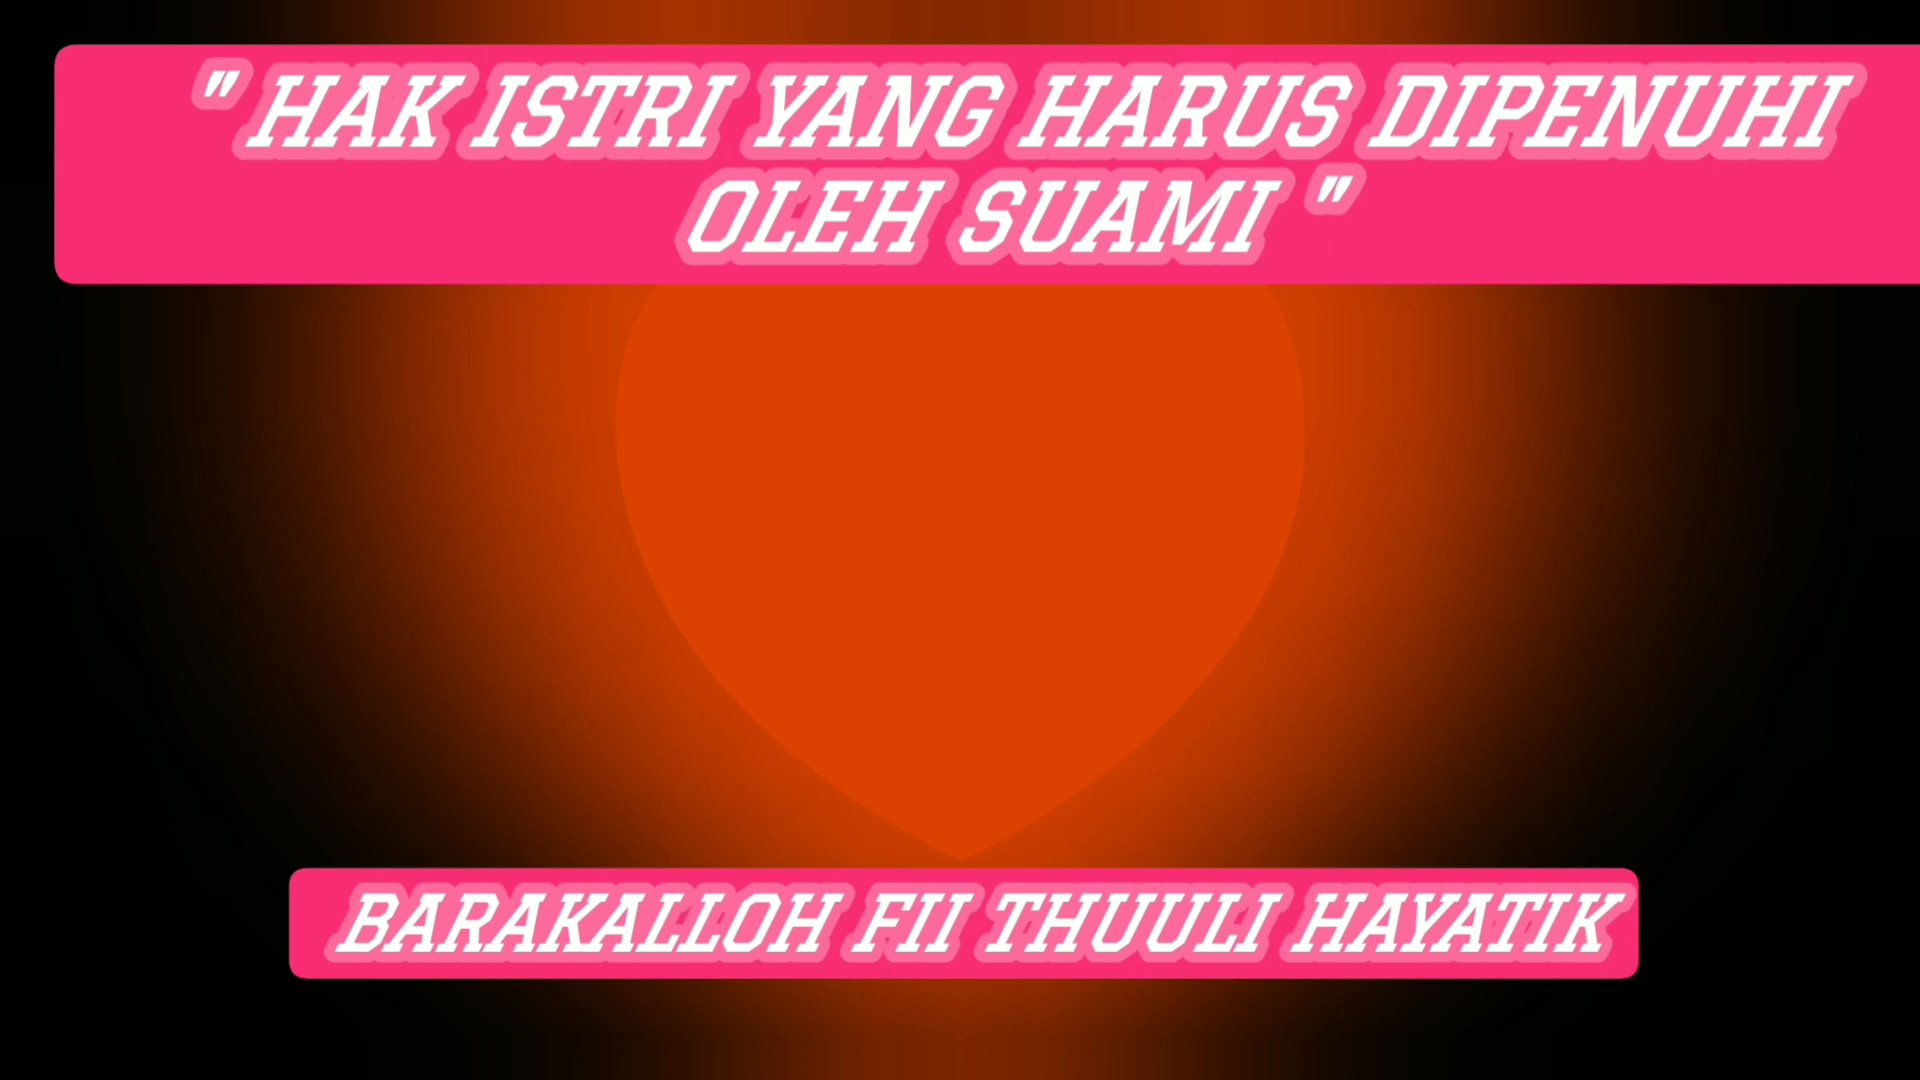 " HAK ISTRI YANG HARUS DIPENUHI
OLEH SUAMI "
BARAKALLOH FII THUULI HAYATIK